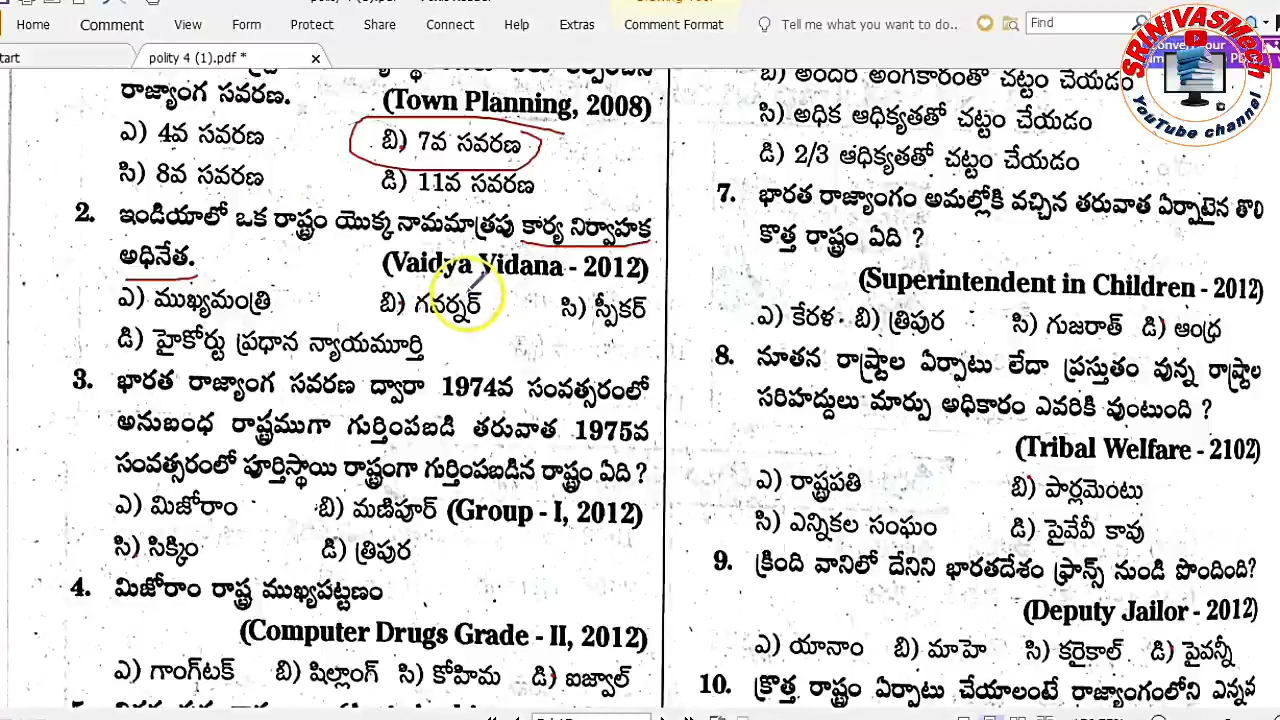 Home Comment View Form Protect Share Connect Help Extras Comment Format Tell me what you want to do.. Find
tart polity 4 (1).pdf *
SRINIVASMech
YouTube channel
రాజ్యాంగ సవరణ. (Town Planning, 2008)
ఎ) 4వ సవరణ బి) 7వ సవరణ
సి) 8వ సవరణ డి) 11వ సవరణ
2. ఇండియాలో ఒక రాష్ట్రం యొక్క నామమాత్రపు కార్య నిర్వాహక
అధినేత. (Vaidya Vidana - 2012)
ఎ) ముఖ్యమంత్రి బి) గవర్నర్ సి) స్పీకర్
డి) హైకోర్టు ప్రధాన న్యాయమూర్తి
3. భారత రాజ్యాంగ సవరణ ద్వారా 1974వ సంవత్సరంలో
అనుబంధ రాష్ట్రముగా గుర్తింపబడి తరువాత 1975వ
సంవత్సరంలో పూర్తిస్థాయి రాష్ట్రంగా గుర్తింపబడిన రాష్ట్రం ఏది ?
ఎ) మిజోరాం బి) మణిపూర్ (Group - I, 2012)
సి) సిక్కిం డి) త్రిపుర
4. మిజోరాం రాష్ట్ర ముఖ్యపట్టణం
(Computer Drugs Grade - II, 2012)
ఎ) గాంగ్‌టక్ బి) షిల్లాంగ్ సి) కోహిమ డి) ఐజ్వాల్
బి) అందరి అంగీకారంతో చట్టం చేయడం
సి) అధిక ఆధిక్యతతో చట్టం చేయడం
డి) 2/3 ఆధిక్యతతో చట్టం చేయడం
7. భారత రాజ్యాంగం అమల్లోకి వచ్చిన తరువాత ఏర్పాటైన తొలి
కొత్త రాష్ట్రం ఏది ?
(Superintendent in Children - 2012)
ఎ) కేరళ బి) త్రిపుర సి) గుజరాత్ డి) ఆంధ్ర
8. నూతన రాష్ట్రాల ఏర్పాటు లేదా ప్రస్తుతం వున్న రాష్ట్రాల
సరిహద్దులు మార్పు అధికారం ఎవరికి వుంటుంది ?
(Tribal Welfare - 2102)
ఎ) రాష్ట్రపతి బి) పార్లమెంటు
సి) ఎన్నికల సంఘం డి) పైవేవీ కావు
9. క్రింది వానిలో దేనిని భారతదేశం ఫ్రాన్స్ నుండి పొందింది?
(Deputy Jailor - 2012)
ఎ) యానాం బి) మాహె సి) కరైకాల్ డి) పైవన్నీ
10. క్రొత్త రాష్ట్రం ఏర్పాటు చేయాలంటే రాజ్యాంగంలోని ఎన్నవ